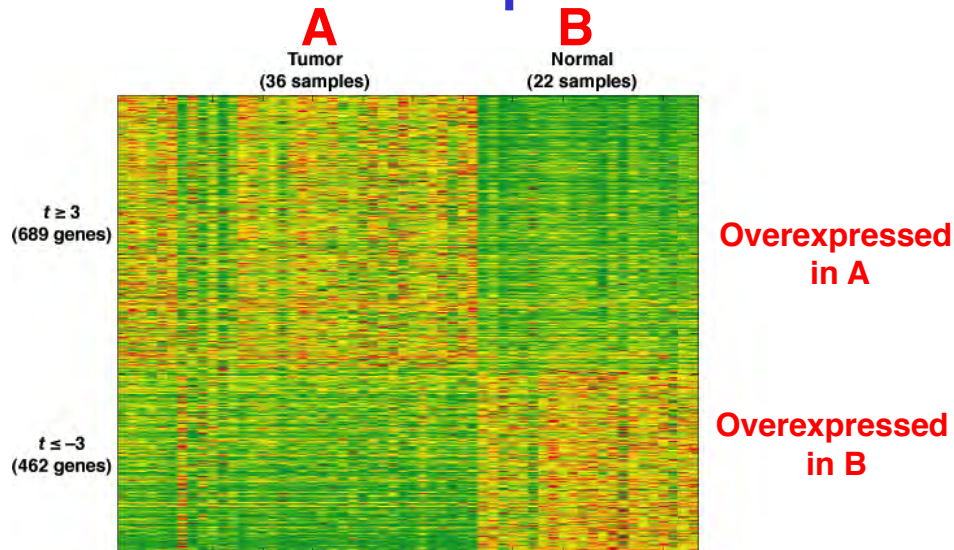 A
B
Tumor
(36 samples)
Normal
(22 samples)
t ≥ 3
(689 genes)
Overexpressed
in A
t ≤ –3
(462 genes)
Overexpressed
in B